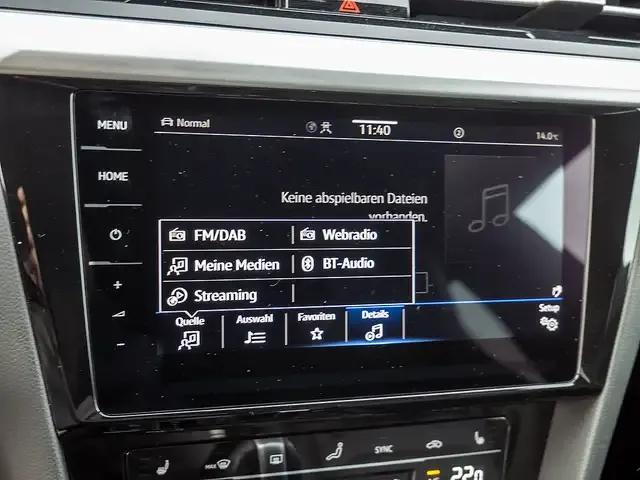 MENU
Normal
11:40
14.0°C
HOME
Keine abspielbaren Dateien
vorhanden.
FM/DAB
Webradio
Meine Medien
BT-Audio
Streaming
Quelle
Auswahl
Favoriten
Details
Setup
+
−
MAX
SYNC
22.0